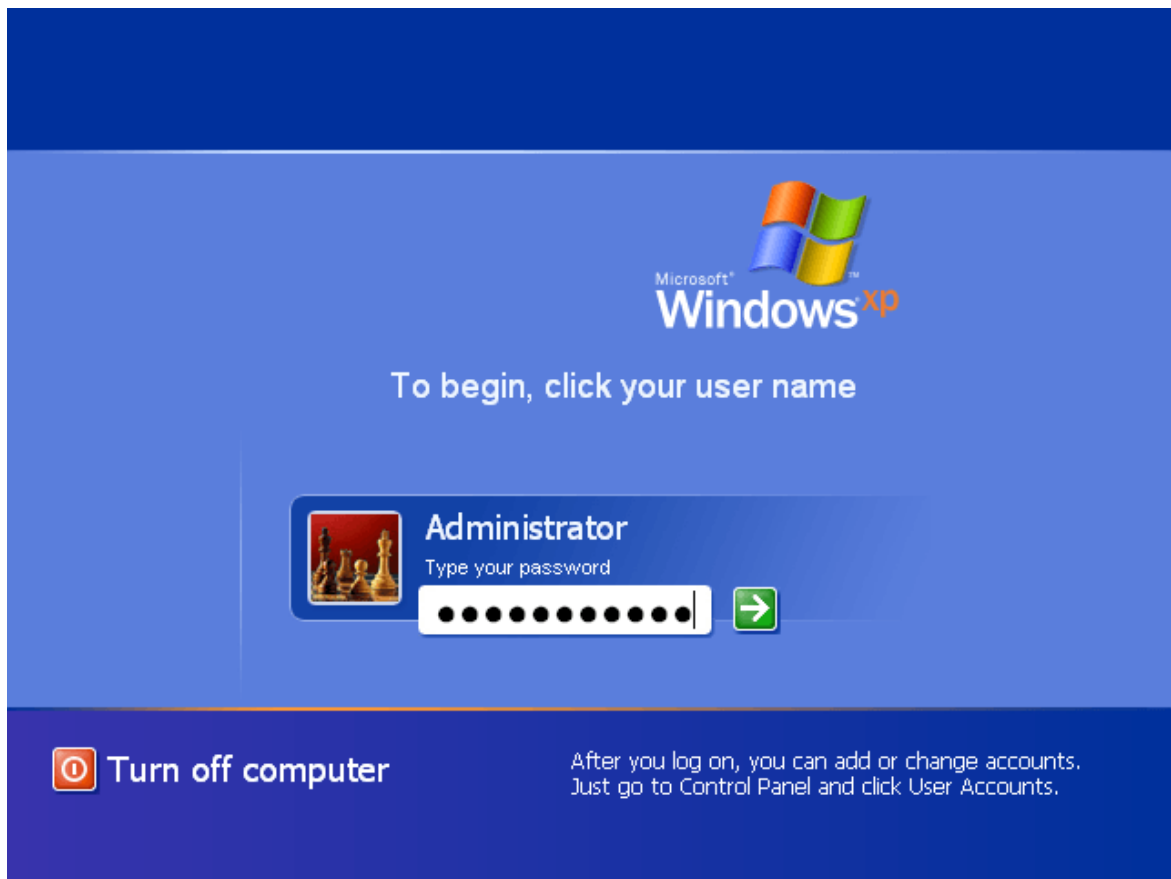 Microsoft®
Windows xp™
To begin, click your user name
Administrator
Type your password
Turn off computer
After you log on, you can add or change accounts.
Just go to Control Panel and click User Accounts.